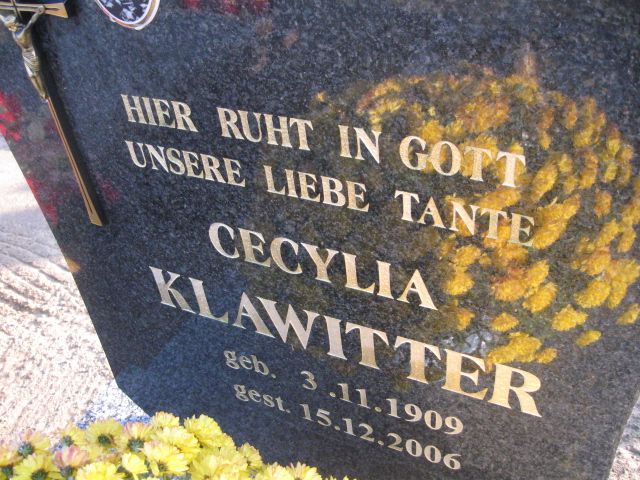 HIER RUHT IN GOTT
UNSERE LIEBE TANTE
CECYLIA
KLAWITTER
geb. 3.11.1909
gest. 15.12.2006